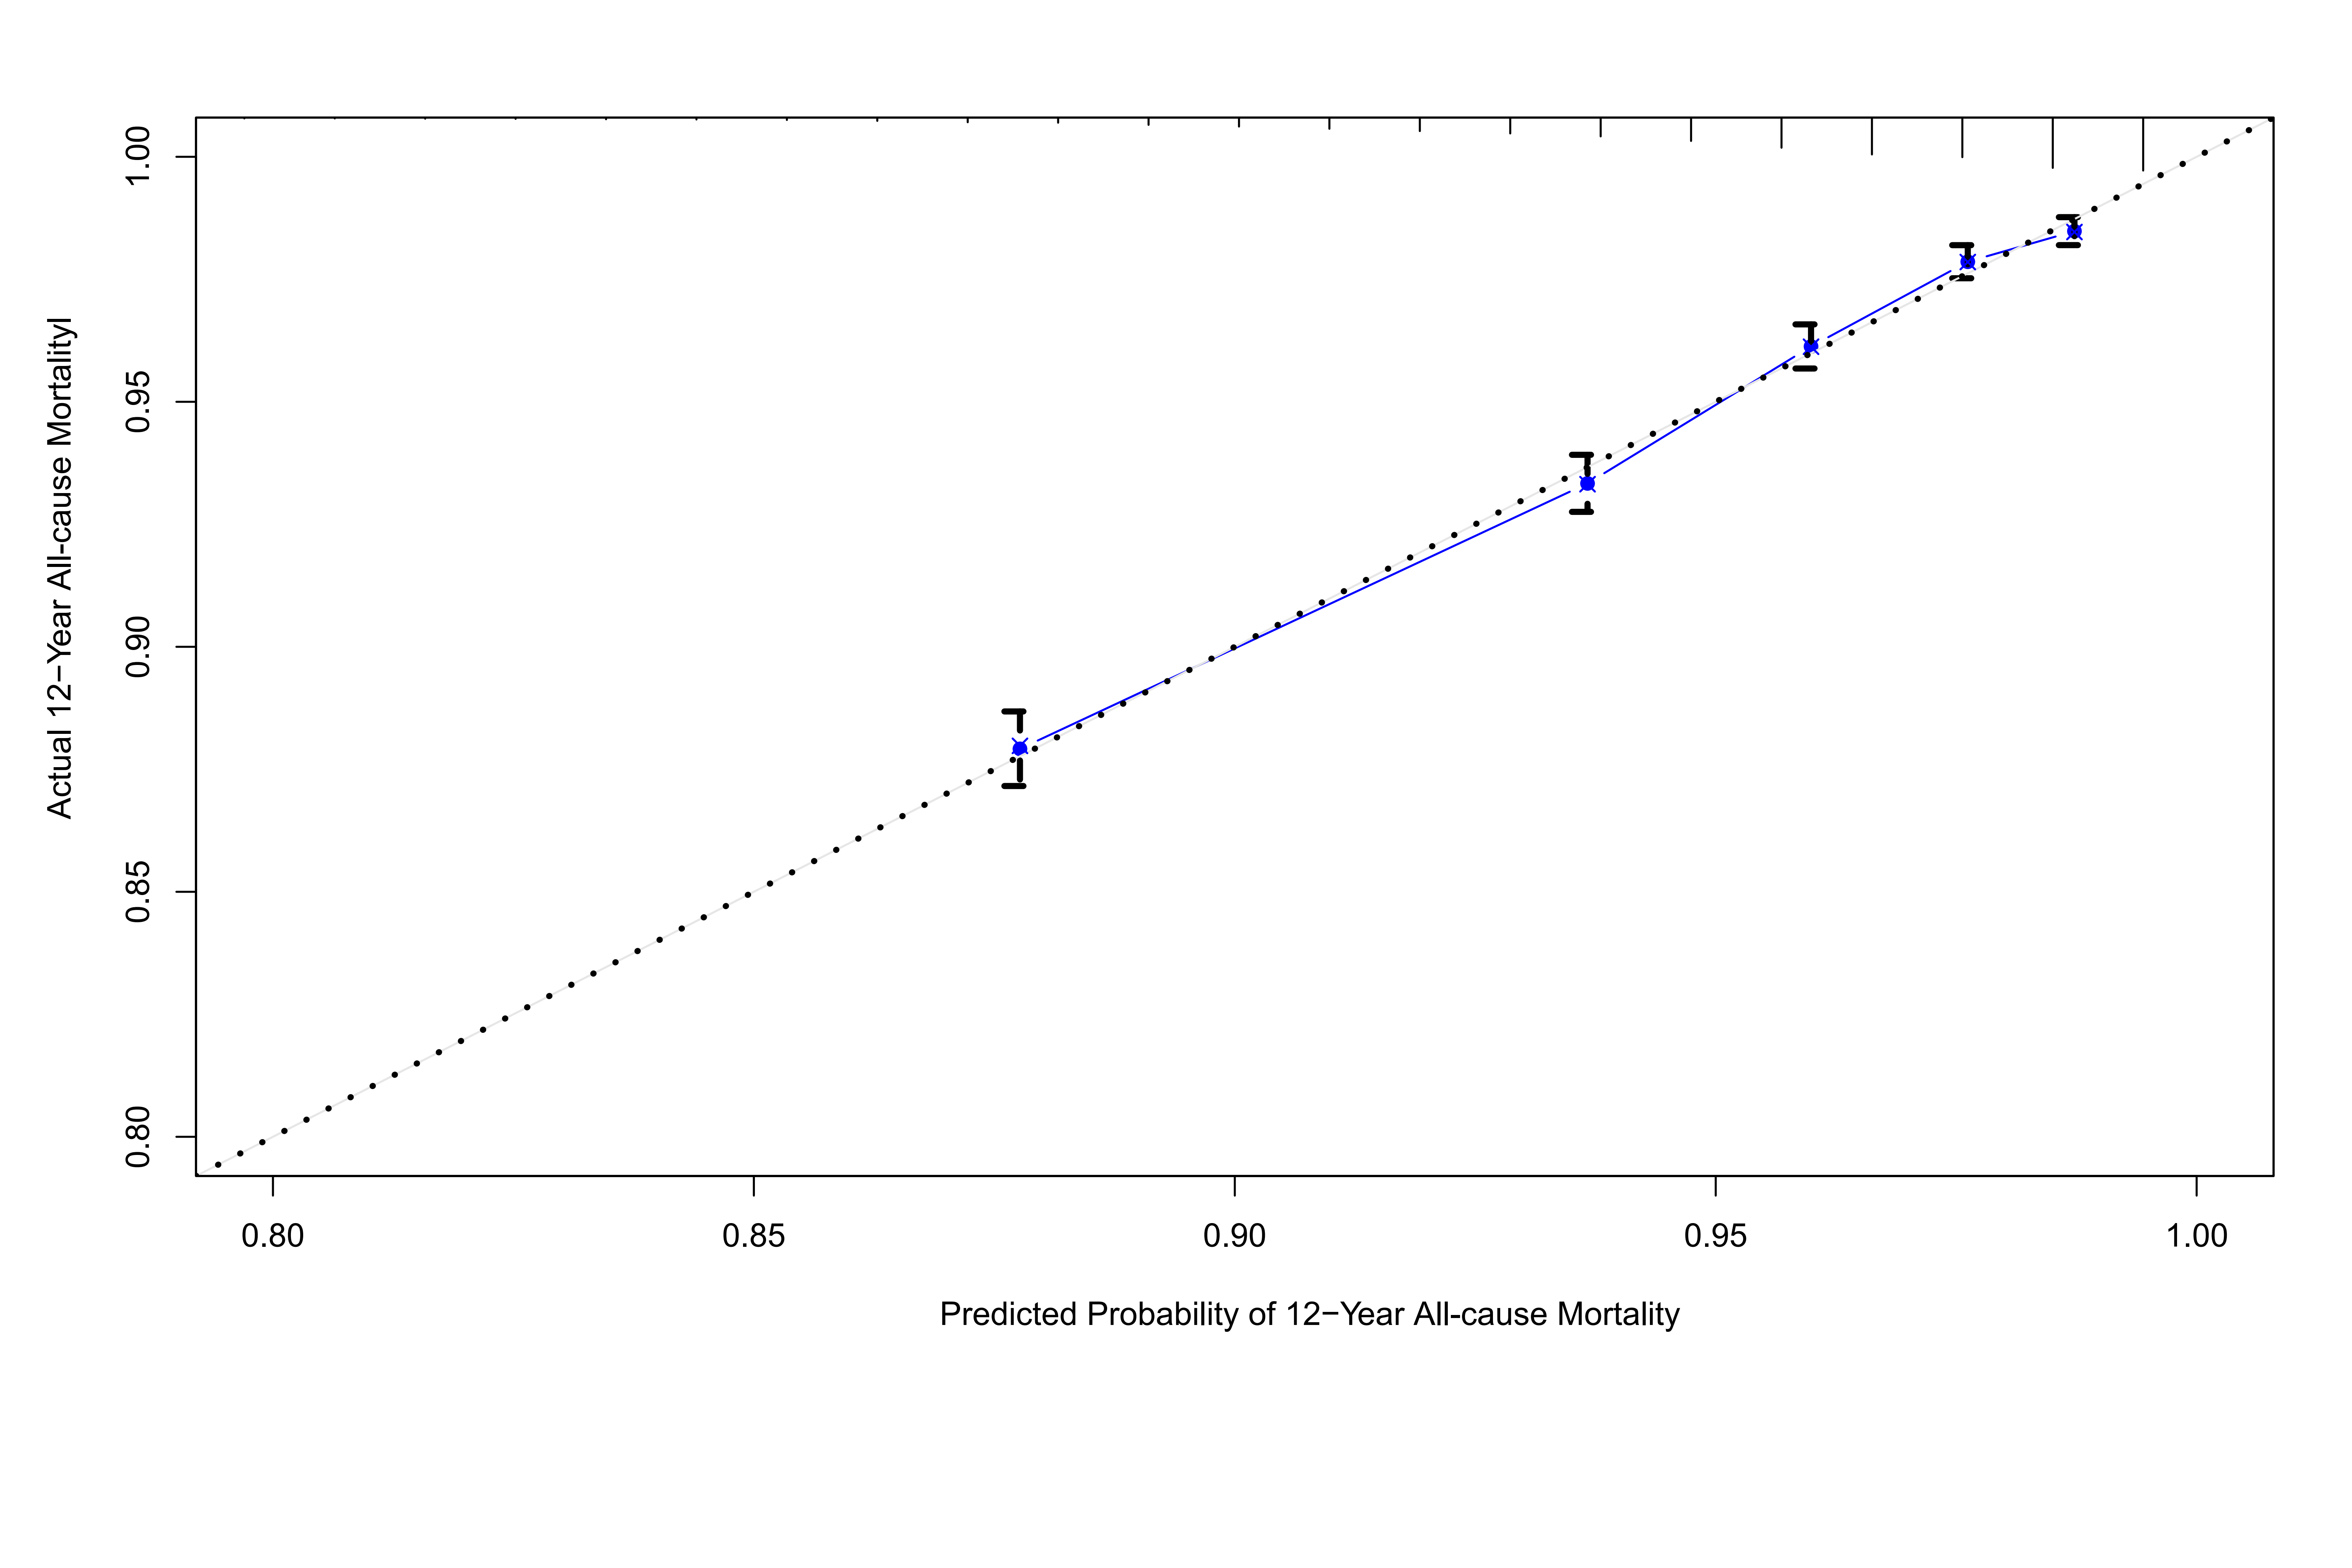 Actual 12−Year All-cause Mortalityl
1.00
0.95
0.90
0.85
0.80
0.80 0.85 0.90 0.95 1.00
Predicted Probability of 12−Year All-cause Mortality